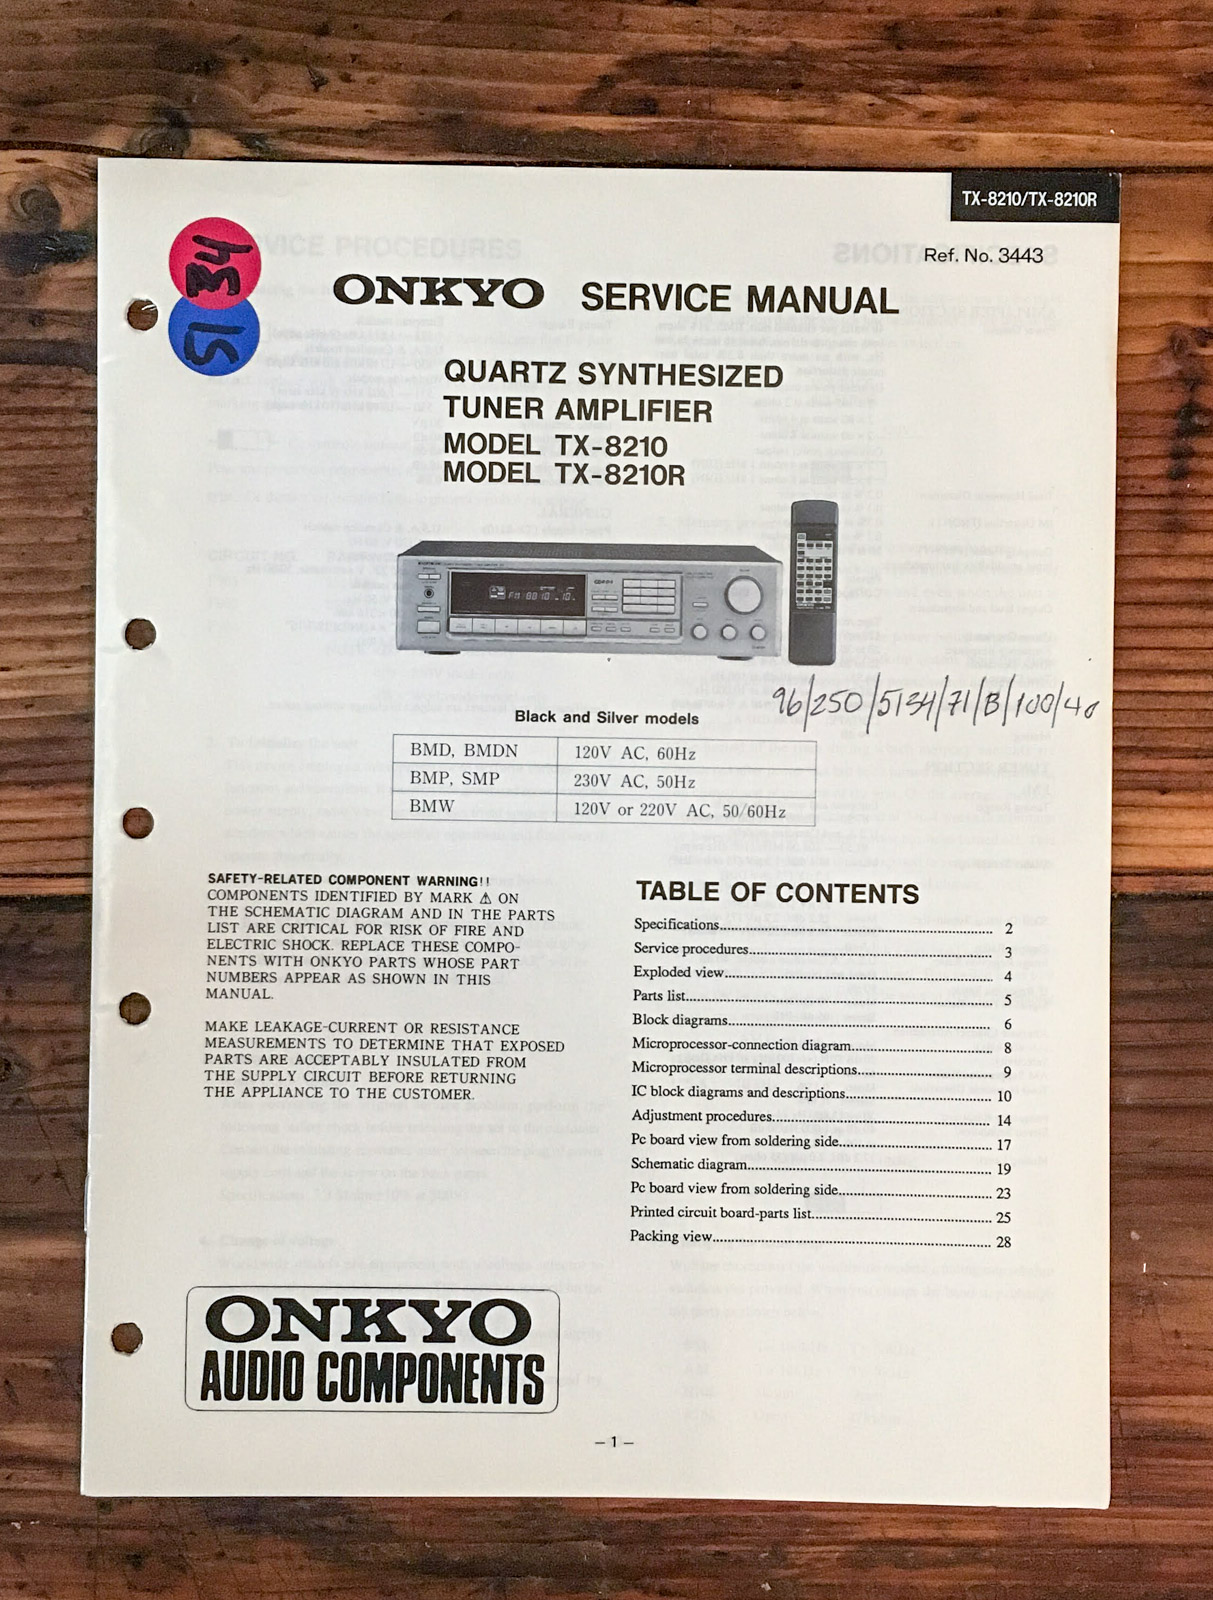 TX-8210/TX-8210R
Ref. No. 3443
34
51
ONKYO SERVICE MANUAL
QUARTZ SYNTHESIZED
TUNER AMPLIFIER
MODEL TX-8210
MODEL TX-8210R
96/250/5134/71/B/100/40
Black and Silver models
BMD, BMDN 120V AC, 60Hz
BMP, SMP 230V AC, 50Hz
BMW 120V or 220V AC, 50/60Hz
SAFETY-RELATED COMPONENT WARNING!!
COMPONENTS IDENTIFIED BY MARK ⚠ ON
THE SCHEMATIC DIAGRAM AND IN THE PARTS
LIST ARE CRITICAL FOR RISK OF FIRE AND
ELECTRIC SHOCK. REPLACE THESE COMPO-
NENTS WITH ONKYO PARTS WHOSE PART
NUMBERS APPEAR AS SHOWN IN THIS
MANUAL.
MAKE LEAKAGE-CURRENT OR RESISTANCE
MEASUREMENTS TO DETERMINE THAT EXPOSED
PARTS ARE ACCEPTABLY INSULATED FROM
THE SUPPLY CIRCUIT BEFORE RETURNING
THE APPLIANCE TO THE CUSTOMER.
TABLE OF CONTENTS
Specifications 2
Service procedures 3
Exploded view 4
Parts list 5
Block diagrams 6
Microprocessor-connection diagram 8
Microprocessor terminal descriptions 9
IC block diagrams and descriptions 10
Adjustment procedures 14
Pc board view from soldering side 17
Schematic diagram 19
Pc board view from soldering side 23
Printed circuit board-parts list 25
Packing view 28
ONKYO
AUDIO COMPONENTS
– 1 –